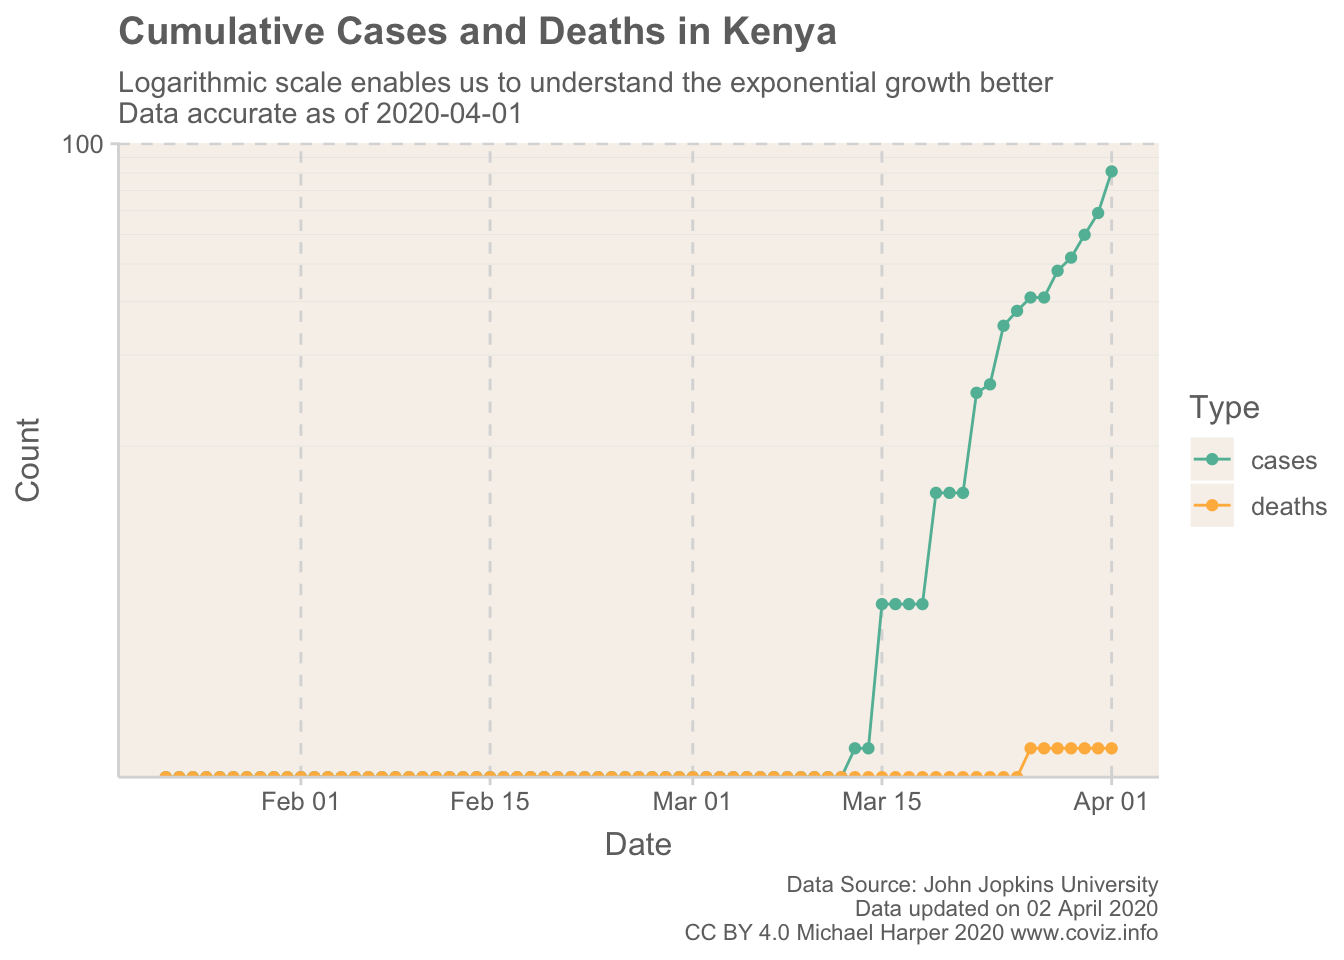 Cumulative Cases and Deaths in Kenya
Logarithmic scale enables us to understand the exponential growth better
Data accurate as of 2020-04-01
100
Count
Type
cases
deaths
Feb 01
Feb 15
Mar 01
Mar 15
Apr 01
Date
Data Source: John Jopkins University
Data updated on 02 April 2020
CC BY 4.0 Michael Harper 2020 www.coviz.info